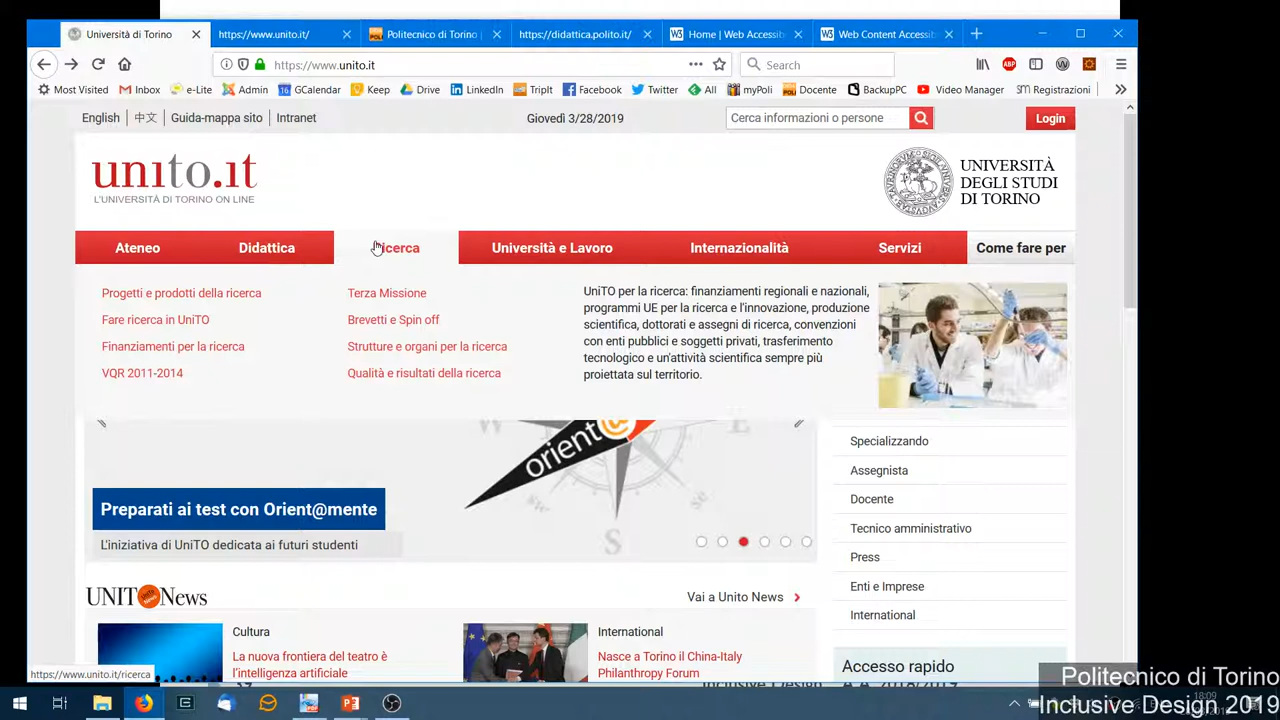 Università di Torino
https://www.unito.it/
Politecnico di Torino
https://didattica.polito.it/
Home | Web Accessib
Web Content Accessib
https://www.unito.it
Search
Most Visited
Inbox
e-Lite
Admin
GCalendar
Keep
Drive
LinkedIn
TripIt
Facebook
Twitter
All
myPoli
Docente
BackupPC
Video Manager
Registrazioni
English
中文
Guida-mappa sito
Intranet
Giovedì 3/28/2019
Cerca informazioni o persone
Login
unito.it
L'UNIVERSITÀ DI TORINO ON LINE
UNIVERSITÀ
DEGLI STUDI
DI TORINO
Ateneo
Didattica
Ricerca
Università e Lavoro
Internazionalità
Servizi
Come fare per
Progetti e prodotti della ricerca
Fare ricerca in UniTO
Finanziamenti per la ricerca
VQR 2011-2014
Terza Missione
Brevetti e Spin off
Strutture e organi per la ricerca
Qualità e risultati della ricerca
UniTO per la ricerca: finanziamenti regionali e nazionali,
programmi UE per la ricerca e l'innovazione, produzione
scientifica, dottorati e assegni di ricerca, convenzioni
con enti pubblici e soggetti privati, trasferimento
tecnologico e un'attività scientifica sempre più
proiettata sul territorio.
W
E
S
orient@
Preparati ai test con Orient@mente
L'iniziativa di UniTO dedicata ai futuri studenti
Specializzando
Assegnista
Docente
Tecnico amministrativo
Press
Enti e Imprese
International
Accesso rapido
UNITO News
Vai a Unito News
Cultura
La nuova frontiera del teatro è
l'intelligenza artificiale
International
Nasce a Torino il China-Italy
Philanthropy Forum
https://www.unito.it/ricerca
Politecnico di Torino
Inclusive Design 2019
18:09